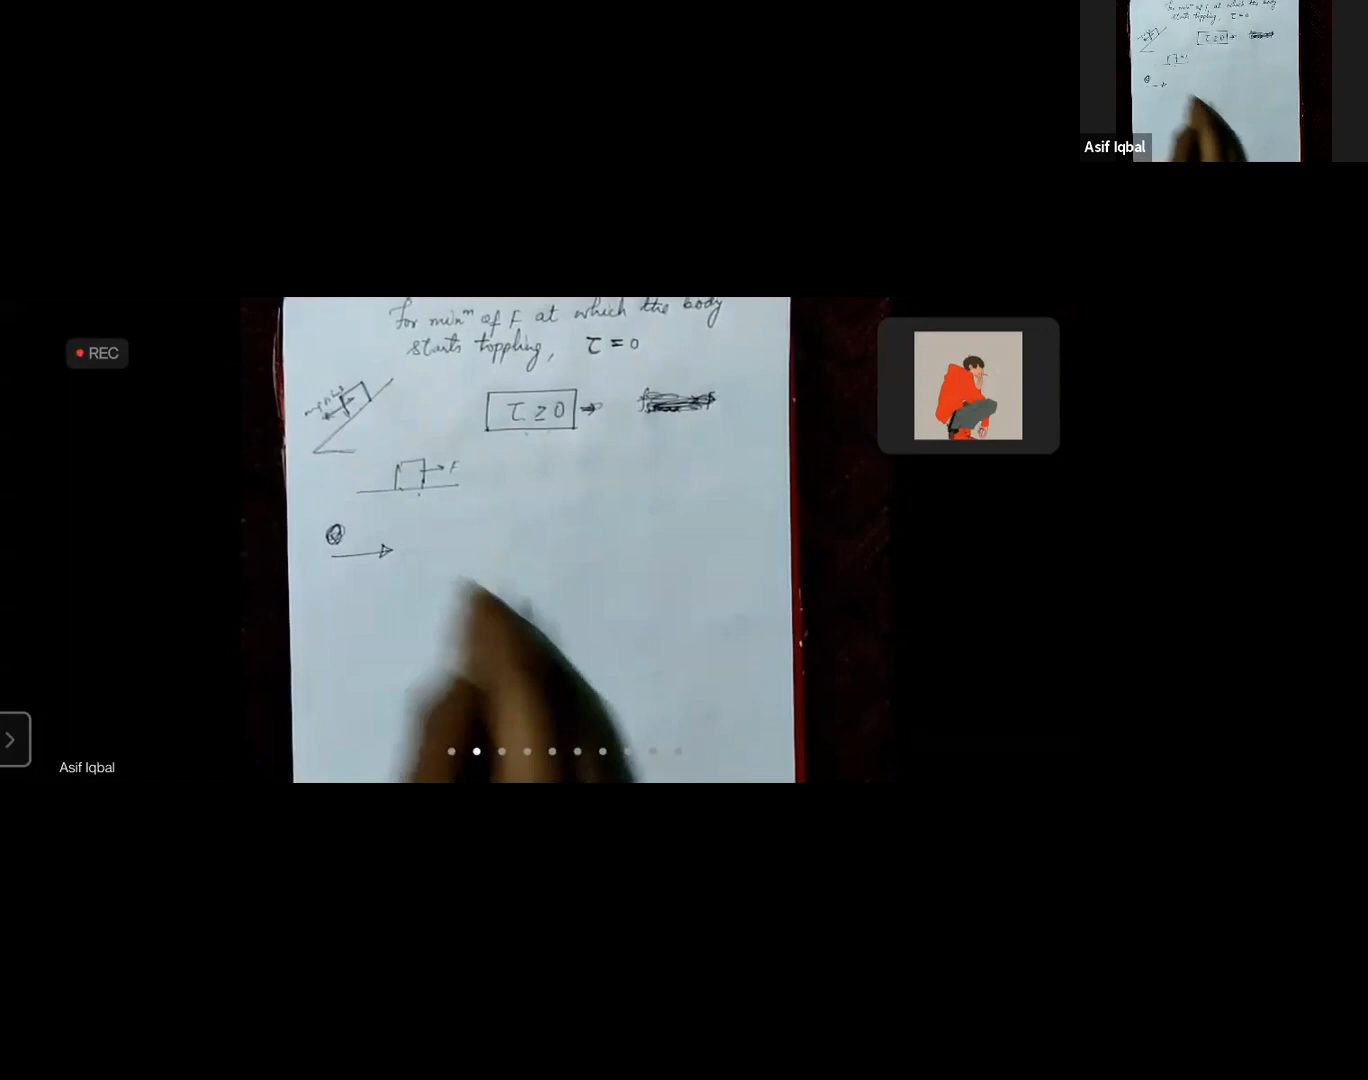 for minᵐ of F at which the body
starts toppling, τ = 0
τ ≥ 0
F
REC
Asif Iqbal
Asif Iqbal